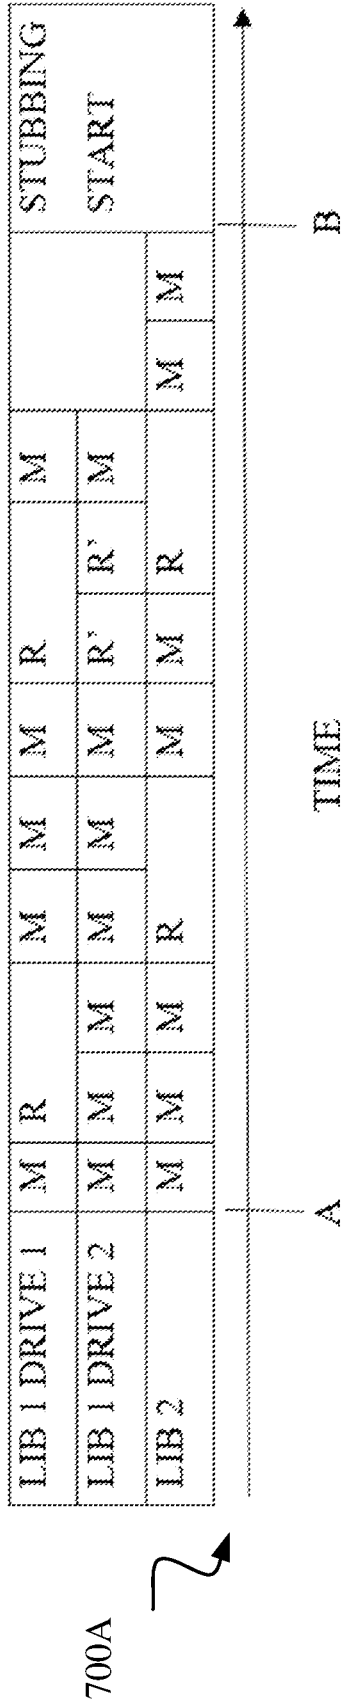 700A
LIB 1 DRIVE 1 M R M M M R M STUBBING START
LIB 1 DRIVE 2 M M M M M M R' R' M
LIB 2 M M M R M M R M M
A TIME B